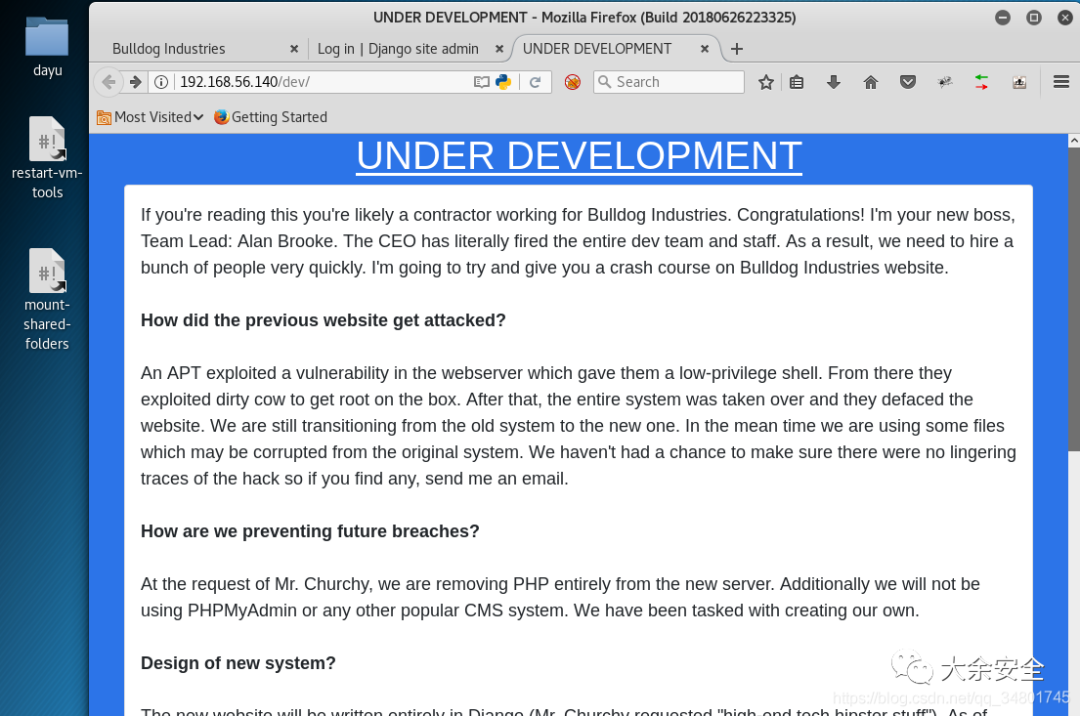 dayu
restart-vm-
tools
mount-
shared-
folders
UNDER DEVELOPMENT - Mozilla Firefox (Build 20180626223325)
Bulldog Industries
Log in | Django site admin
UNDER DEVELOPMENT
192.168.56.140/dev/
Search
Most Visited
Getting Started
UNDER DEVELOPMENT
If you're reading this you're likely a contractor working for Bulldog Industries. Congratulations! I'm your new boss,
Team Lead: Alan Brooke. The CEO has literally fired the entire dev team and staff. As a result, we need to hire a
bunch of people very quickly. I'm going to try and give you a crash course on Bulldog Industries website.
How did the previous website get attacked?
An APT exploited a vulnerability in the webserver which gave them a low-privilege shell. From there they
exploited dirty cow to get root on the box. After that, the entire system was taken over and they defaced the
website. We are still transitioning from the old system to the new one. In the mean time we are using some files
which may be corrupted from the original system. We haven't had a chance to make sure there were no lingering
traces of the hack so if you find any, send me an email.
How are we preventing future breaches?
At the request of Mr. Churchy, we are removing PHP entirely from the new server. Additionally we will not be
using PHPMyAdmin or any other popular CMS system. We have been tasked with creating our own.
Design of new system?
The new website will be written entirely in Django (Mr. Churchy requested "high-end tech hipster stuff"). As of
大余安全
https://blog.csdn.net/qq_34801745